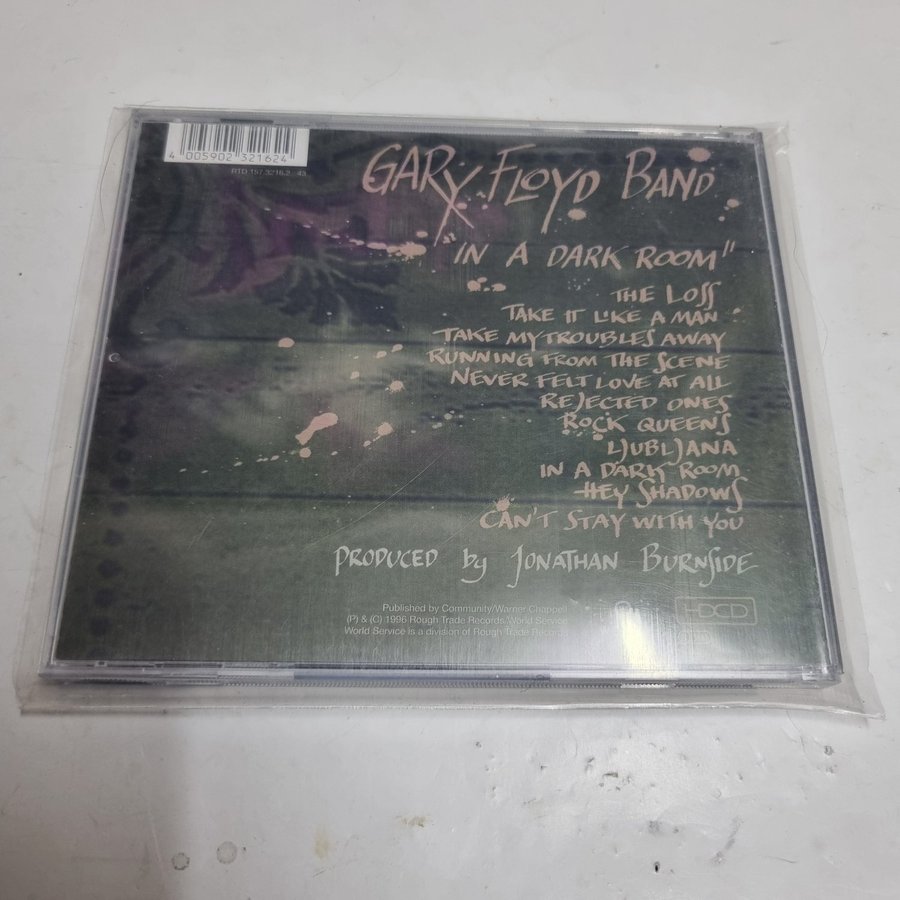 4 005902 321624
RTD 157.3216.2 43
GARY FLOYD BAND
IN A DARK ROOM"
THE LOSS
TAKE IT LIKE A MAN
TAKE MY TROUBLES AWAY
RUNNING FROM THE SCENE
NEVER FELT LOVE AT ALL
REJECTED ONES
ROCK QUEENS
LJUBLJANA
IN A DARK ROOM
HEY SHADOWS
CAN'T STAY WITH YOU
PRODUCED by JONATHAN BURNSIDE
Published by Community/Warner Chappell
(P) & (C) 1996 Rough Trade Records/World Service
World Service is a division of Rough Trade Records
HDCD